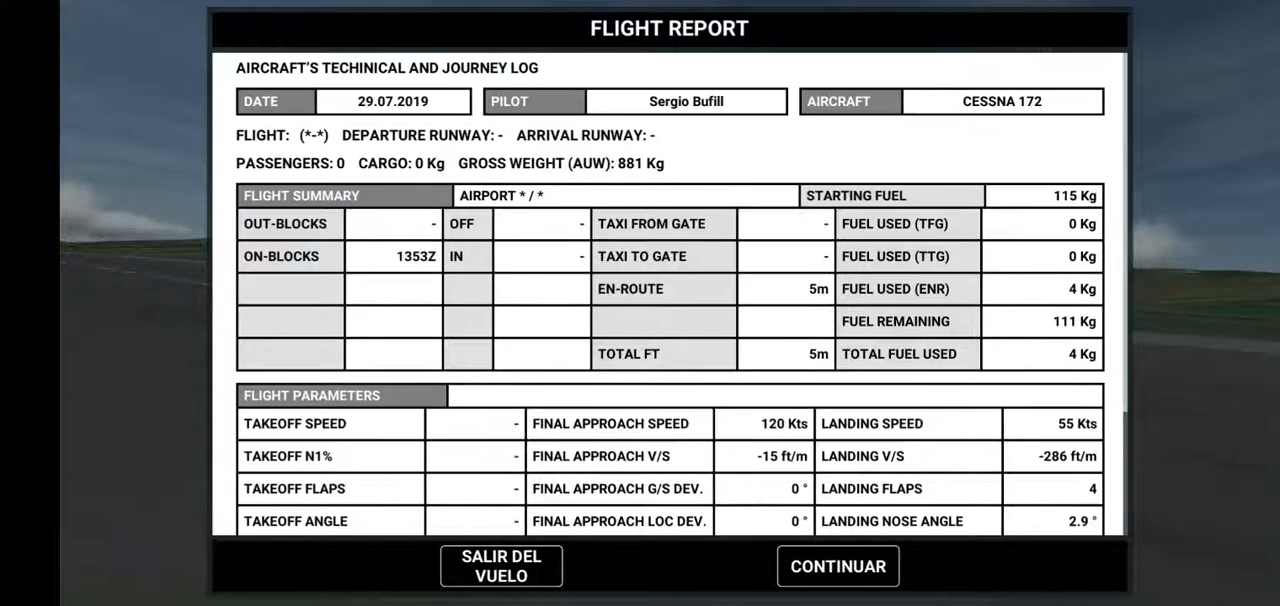 FLIGHT REPORT
AIRCRAFT'S TECHINICAL AND JOURNEY LOG
DATE 29.07.2019 PILOT Sergio Bufill AIRCRAFT CESSNA 172
FLIGHT: (*-*) DEPARTURE RUNWAY: - ARRIVAL RUNWAY: -
PASSENGERS: 0 CARGO: 0 Kg GROSS WEIGHT (AUW): 881 Kg
FLIGHT SUMMARY AIRPORT * / * STARTING FUEL 115 Kg
OUT-BLOCKS - OFF - TAXI FROM GATE - FUEL USED (TFG) 0 Kg
ON-BLOCKS 1353Z IN - TAXI TO GATE - FUEL USED (TTG) 0 Kg
EN-ROUTE 5m FUEL USED (ENR) 4 Kg
FUEL REMAINING 111 Kg
TOTAL FT 5m TOTAL FUEL USED 4 Kg
FLIGHT PARAMETERS
TAKEOFF SPEED - FINAL APPROACH SPEED 120 Kts LANDING SPEED 55 Kts
TAKEOFF N1% - FINAL APPROACH V/S -15 ft/m LANDING V/S -286 ft/m
TAKEOFF FLAPS - FINAL APPROACH G/S DEV. 0 ° LANDING FLAPS 4
TAKEOFF ANGLE - FINAL APPROACH LOC DEV. 0 ° LANDING NOSE ANGLE 2.9 °
SALIR DEL
VUELO
CONTINUAR